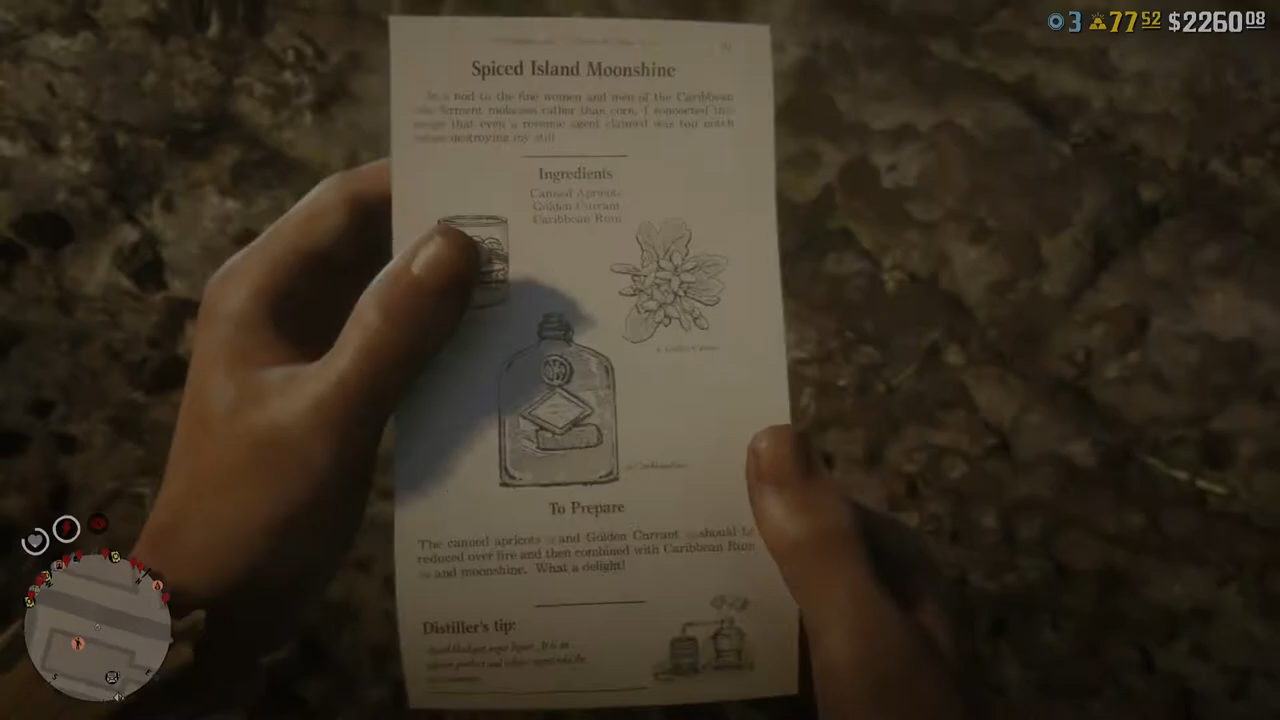 3 77 52 $2260 08
Spiced Island Moonshine
In a nod to the fine women and men of the Caribbean
who ferment molasses rather than corn, I concocted this
recipe that even a revenue agent claimed was too much
before destroying my still
Ingredients
Canned Apricots
Golden Currant
Caribbean Rum
To Prepare
The canned apricots and Golden Currant should be
reduced over fire and then combined with Caribbean Rum
and moonshine. What a delight!
Distiller's tip: